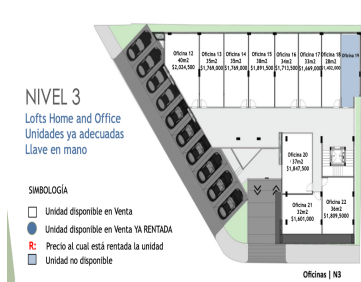 Oficina 12
40m2
$2,024,500
Oficina 13
35m2
$1,769,000
Oficina 14
35m2
$1,769,000
Oficina 15
38m2
$1,891,500
Oficina 16
34m2
$1,713,500
Oficina 17
33m2
$1,669,000
Oficina 18
28m2
$1,402,000
Oficina 19
NIVEL 3
Lofts Home and Office
Unidades ya adecuadas
Llave en mano
Oficina 20
37m2
$1,847,500
Oficina 21
32m2
$1,601,000
Oficina 22
36m2
$1,809,5000
SIMBOLOGÍA
Unidad disponible en Venta
Unidad disponible en Venta YA RENTADA
R: Precio al cual está rentada la unidad
Unidad no disponible
Oficinas | N3